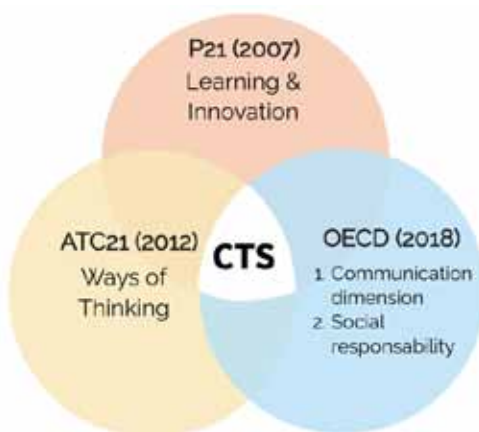 P21 (2007)
Learning &
Innovation
ATC21 (2012)
Ways of
Thinking
CTS
OECD (2018)
1. Communication
dimension
2. Social
responsability